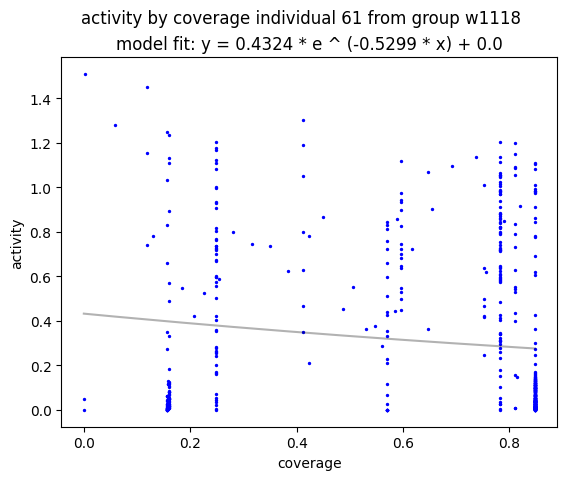 activity by coverage individual 61 from group w1118
model fit: y = 0.4324 * e ^ (-0.5299 * x) + 0.0
activity
1.4
1.2
1.0
0.8
0.6
0.4
0.2
0.0
0.0 0.2 0.4 0.6 0.8
coverage